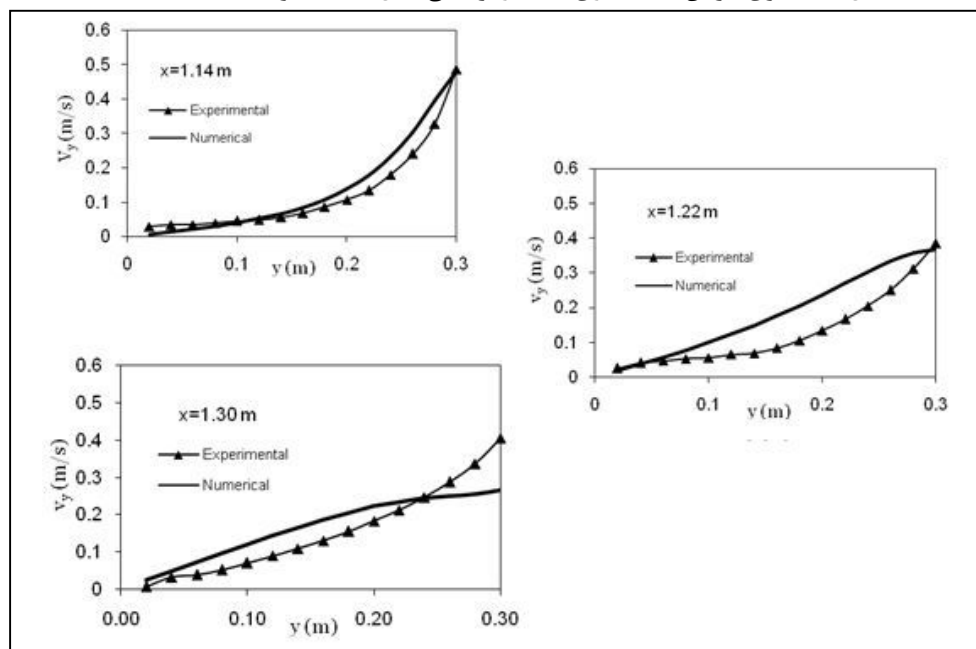 0.6
0.5
0.4
0.3
0.2
0.1
0
x=1.14 m
Experimental
Numerical
v_y (m/s)
0
0.1
0.2
0.3
y (m)
0.6
0.5
0.4
0.3
0.2
0.1
0
x=1.22 m
Experimental
Numerical
v_y (m/s)
0
0.1
0.2
0.3
y (m)
0.6
0.5
0.4
0.3
0.2
0.1
0
x=1.30 m
Experimental
Numerical
v_y (m/s)
0.00
0.10
0.20
0.30
y (m)